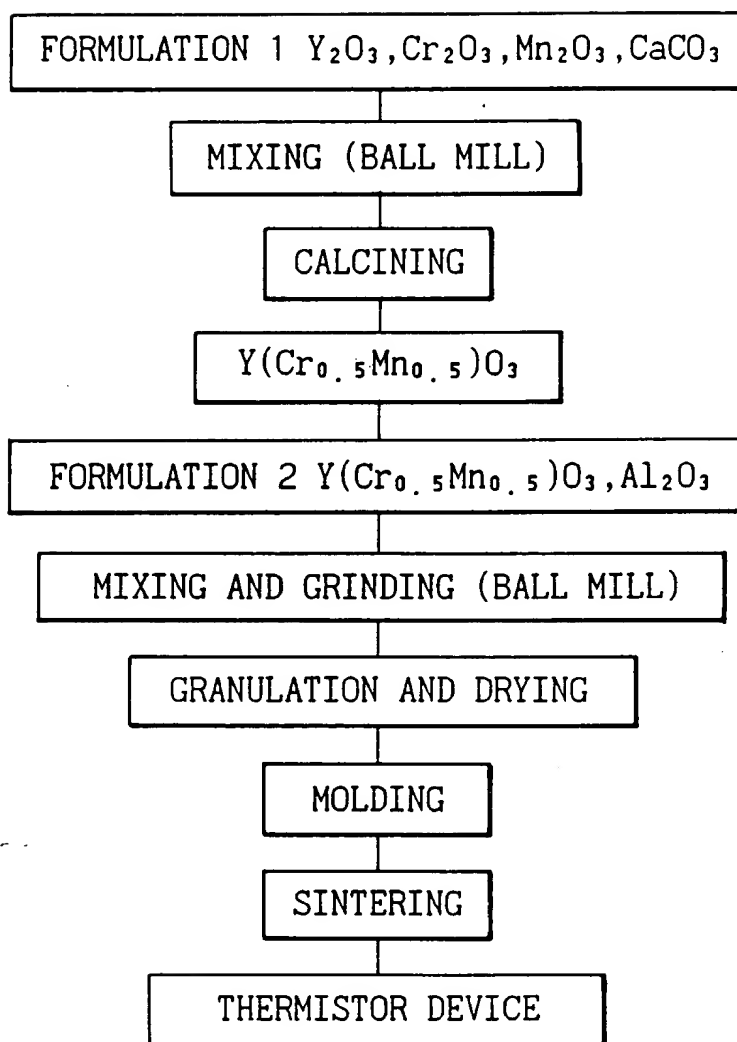 FORMULATION 1 Y₂O₃,Cr₂O₃,Mn₂O₃,CaCO₃
MIXING (BALL MILL)
CALCINING
Y(Cr₀.₅Mn₀.₅)O₃
FORMULATION 2 Y(Cr₀.₅Mn₀.₅)O₃,Al₂O₃
MIXING AND GRINDING (BALL MILL)
GRANULATION AND DRYING
MOLDING
SINTERING
THERMISTOR DEVICE